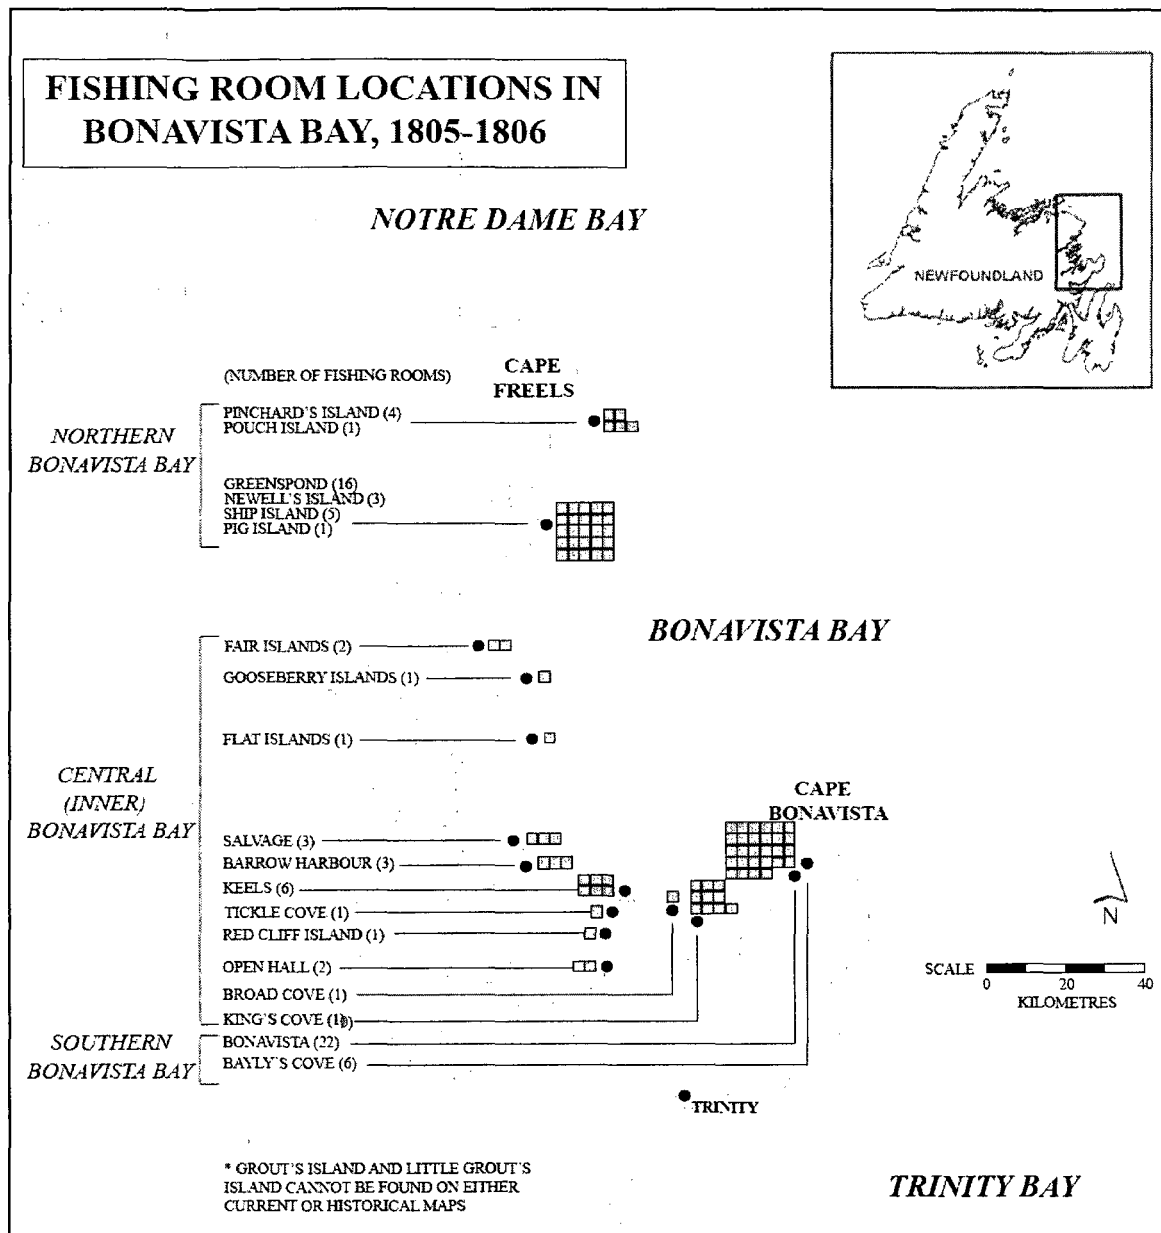 FISHING ROOM LOCATIONS IN
BONAVISTA BAY, 1805-1806
NOTRE DAME BAY
NEWFOUNDLAND
(NUMBER OF FISHING ROOMS)
CAPE
FREELS
NORTHERN
BONAVISTA BAY
PINCHARD'S ISLAND (4)
POUCH ISLAND (1)
GREENSPOND (16)
NEWELL'S ISLAND (3)
SHIP ISLAND (5)
PIG ISLAND (1)
BONAVISTA BAY
CENTRAL
(INNER)
BONAVISTA BAY
FAIR ISLANDS (2)
GOOSEBERRY ISLANDS (1)
FLAT ISLANDS (1)
CAPE
BONAVISTA
SALVAGE (3)
BARROW HARBOUR (3)
KEELS (6)
TICKLE COVE (1)
RED CLIFF ISLAND (1)
OPEN HALL (2)
BROAD COVE (1)
KING'S COVE
N
SCALE
0 20 40
KILOMETRES
SOUTHERN
BONAVISTA BAY
BONAVISTA (22)
BAYLY'S COVE (6)
TRINITY
* GROUT'S ISLAND AND LITTLE GROUT'S
ISLAND CANNOT BE FOUND ON EITHER
CURRENT OR HISTORICAL MAPS
TRINITY BAY